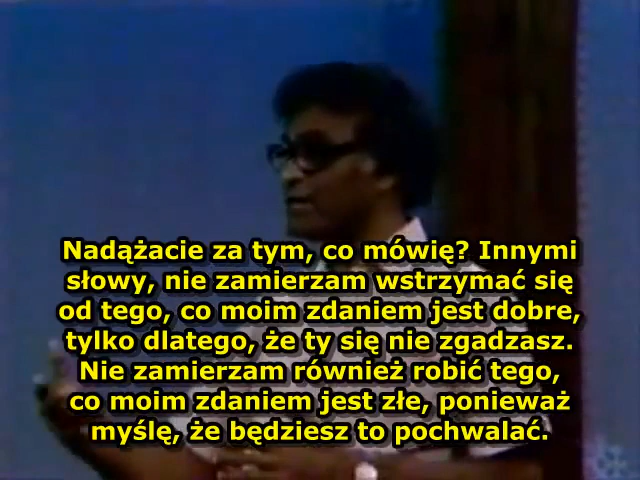 Nadążacie za tym, co mówię? Innymi
słowy, nie zamierzam wstrzymać się
od tego, co moim zdaniem jest dobre,
tylko dlatego, że ty się nie zgadzasz.
Nie zamierzam również robić tego,
co moim zdaniem jest złe, ponieważ
myślę, że będziesz to pochwalać.